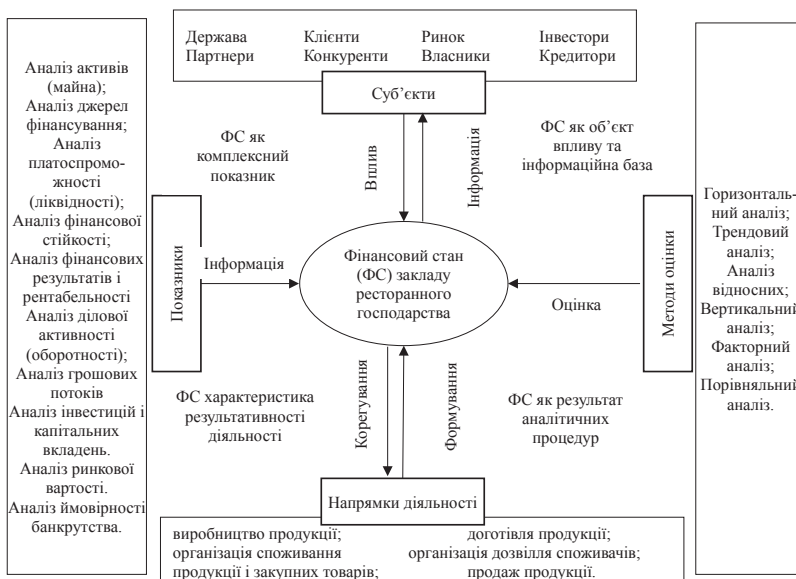 Держава Клієнти Ринок Інвестори
Партнери Конкуренти Власники Кредитори
Суб’єкти
Аналіз активів
(майна);
Аналіз джерел
фінансування;
Аналіз
платоспромо-
жності
(ліквідності);
Аналіз фінансової
стійкості;
Аналіз фінансових
результатів і
рентабельності
Аналіз ділової
активності
(оборотності);
Аналіз грошових
потоків
Аналіз інвестицій і
капітальних
вкладень.
Аналіз ринкової
вартості.
Аналіз ймовірності
банкрутства.
Показники
ФС як
комплексний
показник
Вплив
Інформація
ФС як об’єкт
впливу та
інформаційна база
Інформація
Фінансовий стан
(ФС) закладу
ресторанного
господарства
Оцінка
Методи оцінки
Горизонталь-
ний аналіз;
Трендовий
аналіз;
Аналіз
відносних;
Вертикальний
аналіз;
Факторний
аналіз;
Порівняльний
аналіз.
ФС характеристика
результативності
діяльності
Корегування
Формування
ФС як результат
аналітичних
процедур
Напрямки діяльності
виробництво продукції;
організація споживання
продукції і закупних товарів;
доготівля продукції;
організація дозвілля споживачів;
продаж продукції.